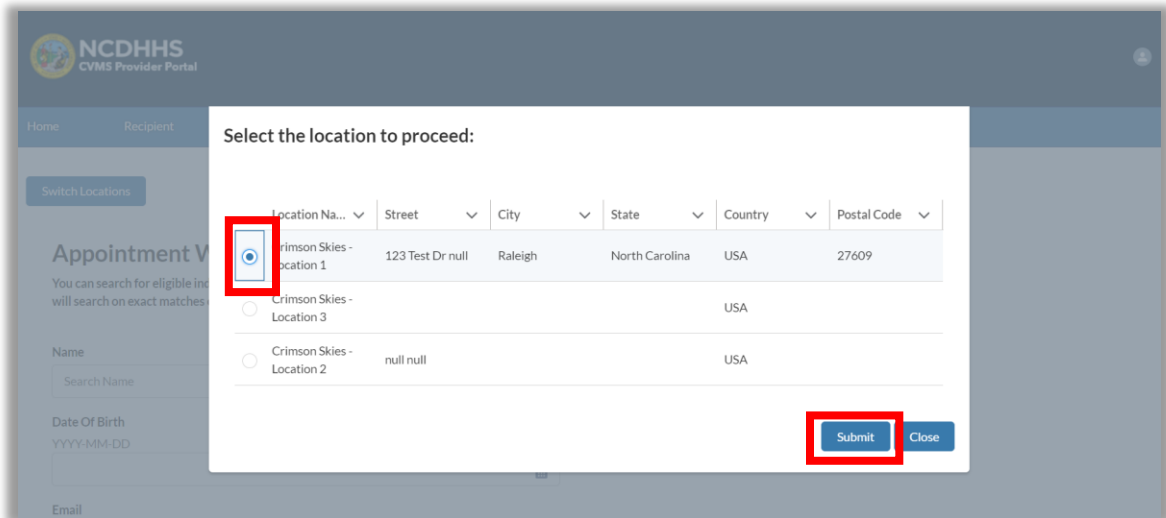 NCDHHS
CVMS Provider Portal
Home Recipient
Select the location to proceed:
Switch Locations
Location Na... Street City State Country Postal Code
Crimson Skies - Location 1 123 Test Dr null Raleigh North Carolina USA 27609
Crimson Skies - Location 3 USA
Crimson Skies - Location 2 null null USA
Submit Close
Appointment
You can search for eligible
will search on exact matches
Name
Search Name
Date Of Birth
YYYY-MM-DD
Email